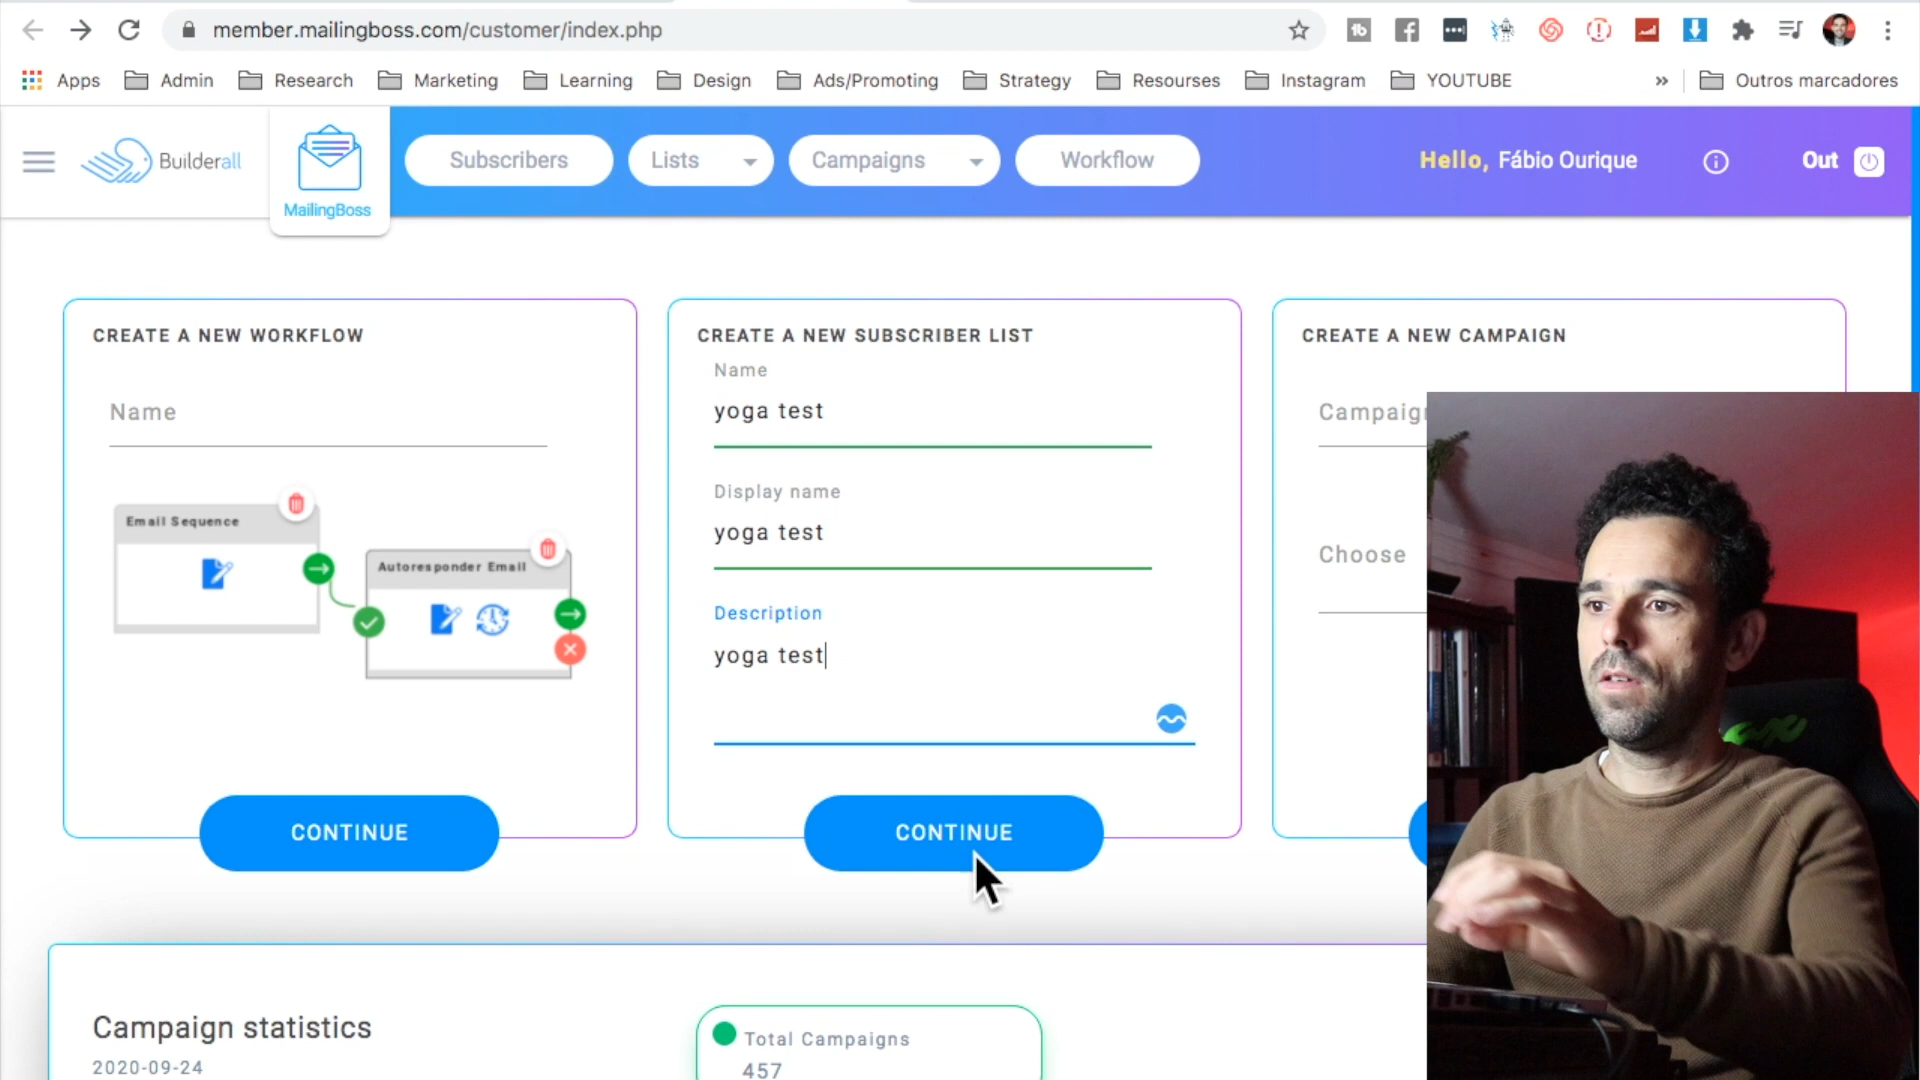 member.mailingboss.com/customer/index.php
Apps
Admin
Research
Marketing
Learning
Design
Ads/Promoting
Strategy
Resourses
Instagram
YOUTUBE
»
Outros marcadores
Builderall
MailingBoss
Subscribers
Lists
Campaigns
Workflow
Hello, Fábio Ourique
Out
CREATE A NEW WORKFLOW
Name
Email Sequence
Autoresponder Email
CONTINUE
CREATE A NEW SUBSCRIBER LIST
Name
yoga test
Display name
yoga test
Description
yoga test
CONTINUE
CREATE A NEW CAMPAIGN
Campaign
Choose
Campaign statistics
2020-09-24
Total Campaigns
457